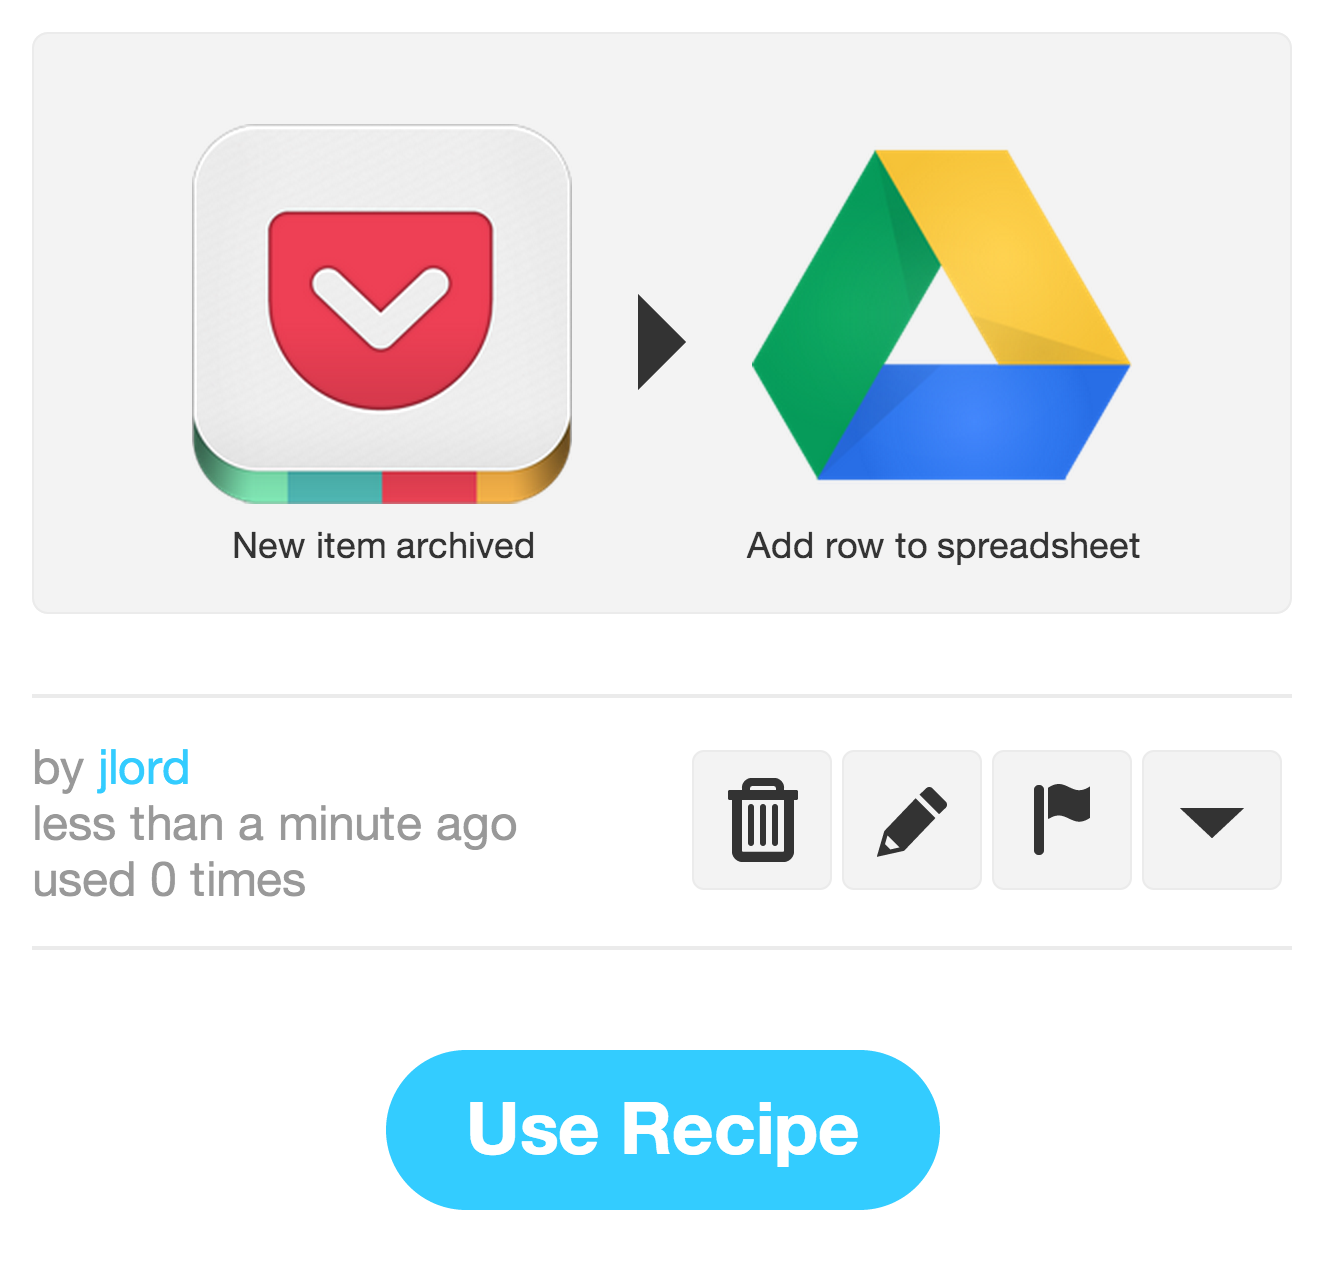 New item archived
Add row to spreadsheet
by jlord
less than a minute ago
used 0 times
Use Recipe